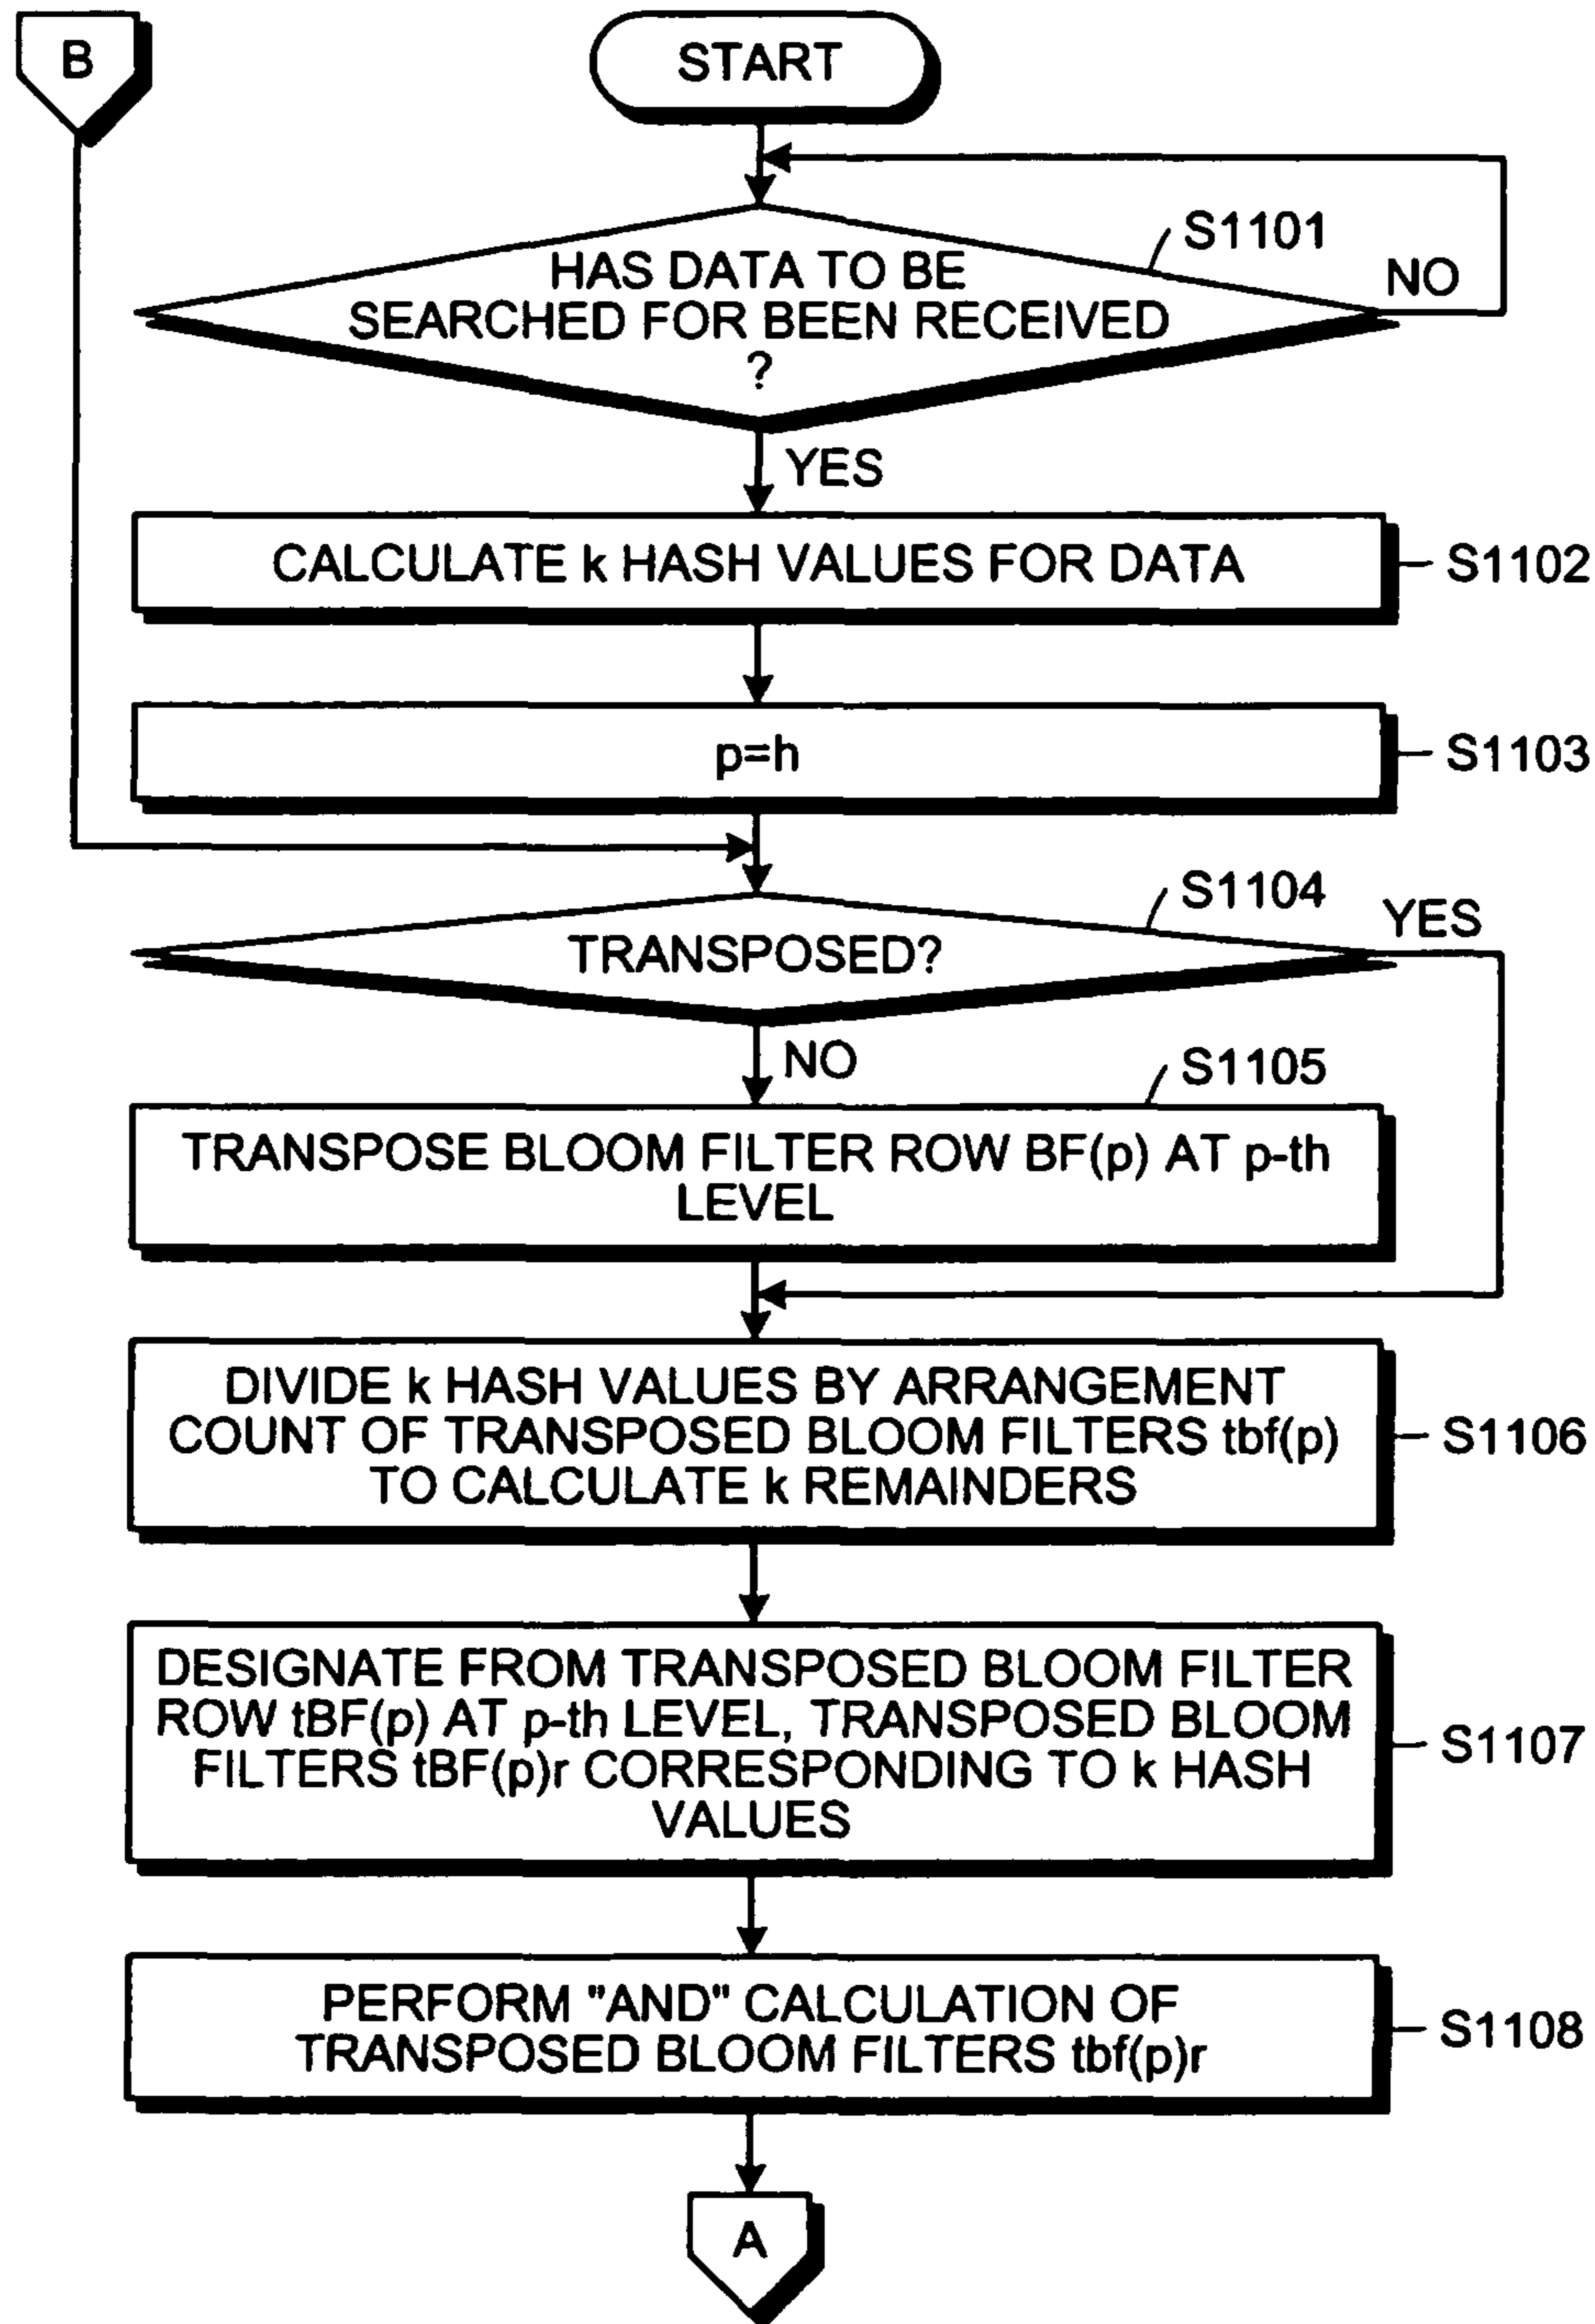 B
START
S1101
HAS DATA TO BE
SEARCHED FOR BEEN RECEIVED
?
NO
YES
CALCULATE k HASH VALUES FOR DATA
S1102
p=h
S1103
S1104
TRANSPOSED?
YES
NO
S1105
TRANSPOSE BLOOM FILTER ROW BF(p) AT p-th
LEVEL
DIVIDE k HASH VALUES BY ARRANGEMENT
COUNT OF TRANSPOSED BLOOM FILTERS tbf(p)
TO CALCULATE k REMAINDERS
S1106
DESIGNATE FROM TRANSPOSED BLOOM FILTER
ROW tBF(p) AT p-th LEVEL, TRANSPOSED BLOOM
FILTERS tBF(p)r CORRESPONDING TO k HASH
VALUES
S1107
PERFORM "AND" CALCULATION OF
TRANSPOSED BLOOM FILTERS tbf(p)r
S1108
A